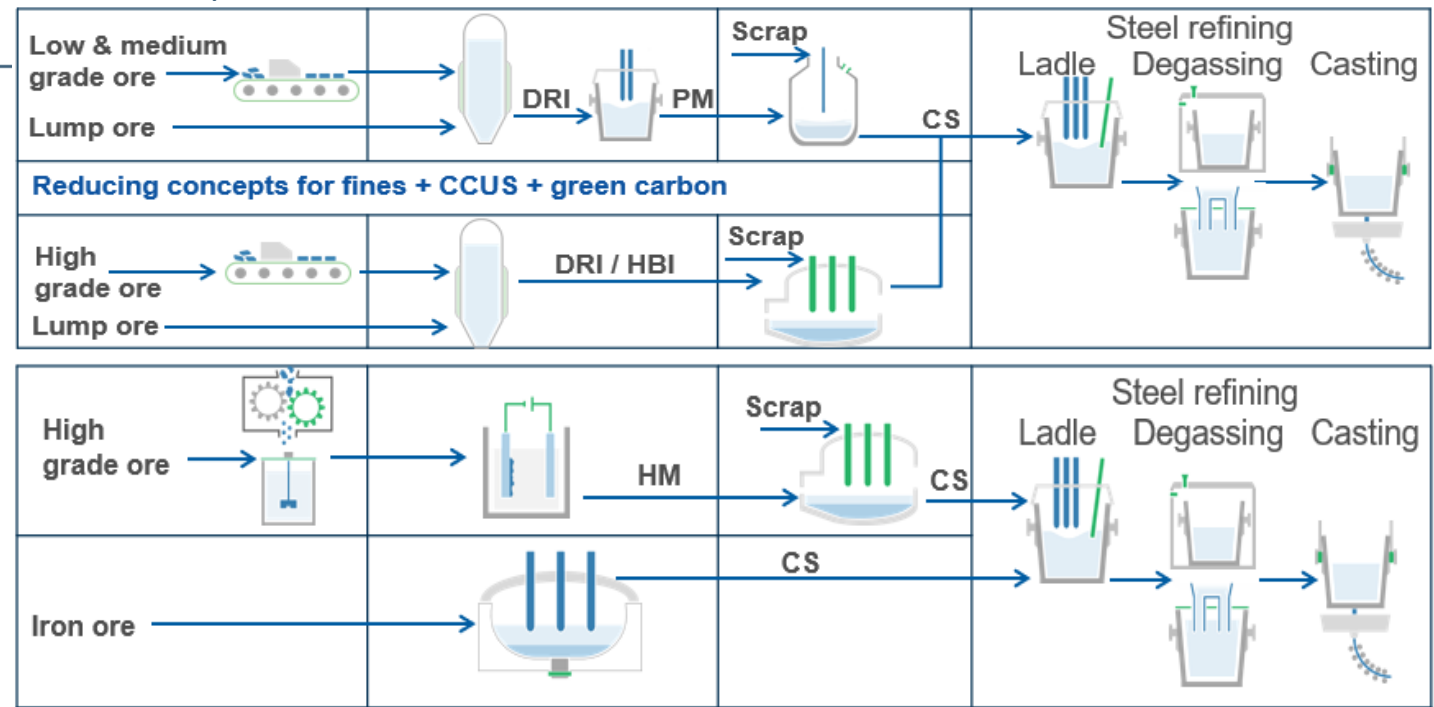 Low & medium
grade ore
Lump ore
DRI
PM
Scrap
CS
Steel refining
Ladle Degassing Casting
Reducing concepts for fines + CCUS + green carbon
High
grade ore
Lump ore
DRI / HBI
Scrap
High
grade ore
HM
Scrap
CS
Steel refining
Ladle Degassing Casting
Iron ore
CS